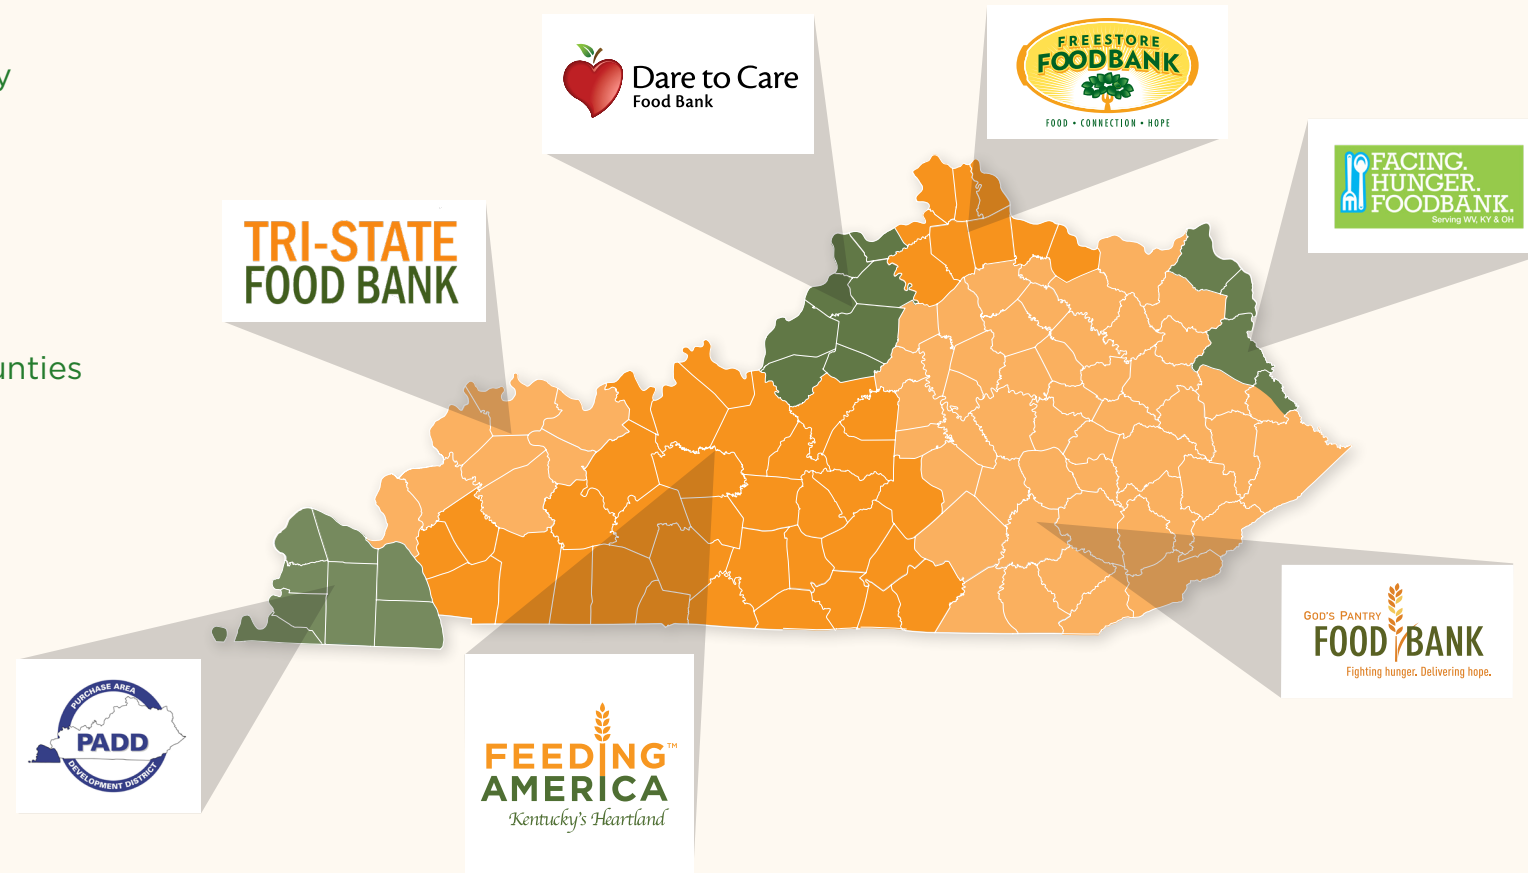 y
unties
Dare to Care
Food Bank
FREESTORE
FOODBANK
FOOD • CONNECTION • HOPE
FACING.
HUNGER.
FOODBANK.
Serving WV, KY & OH
TRI-STATE
FOOD BANK
GOD'S PANTRY
FOOD BANK
Fighting hunger. Delivering hope.
PURCHASE AREA
PADD
DEVELOPMENT DISTRICT
FEEDING™
AMERICA
Kentucky's Heartland